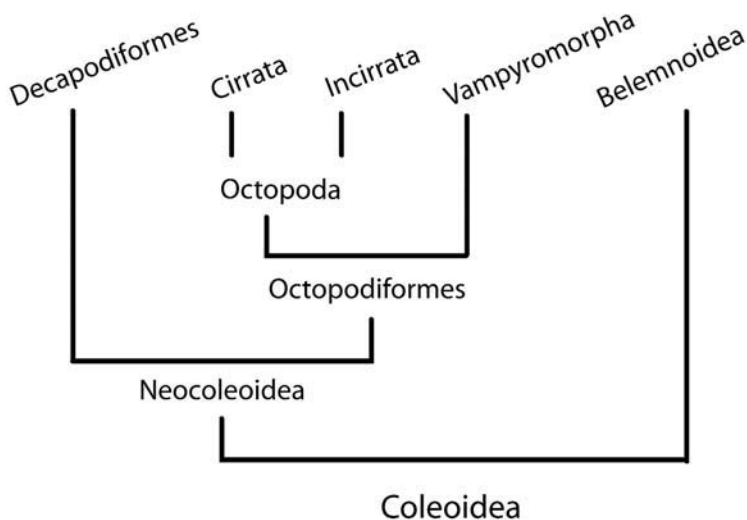 Decapodiformes
Cirrata
Incirrata
Vampyromorpha
Belemnoidea
Octopoda
Octopodiformes
Neocoleoidea
Coleoidea